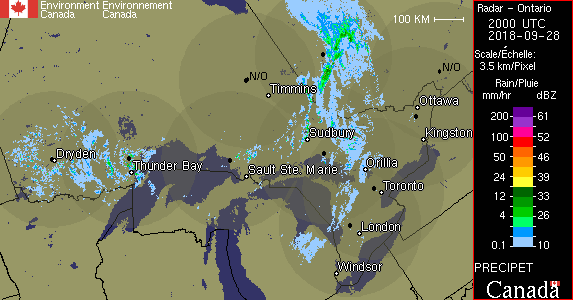 Environment Environnement
Canada Canada
100 KM
N/O
N/O
Timmins
Ottawa
Sudbury
Kingston
Dryden
Thunder Bay
Sault Ste. Marie
Orillia
Toronto
London
Windsor
Radar - Ontario
2000 UTC
2018-09-28
Scale/Échelle:
3.5 km/Pixel
Rain/Pluie
mm/hr dBZ
200 61
100 52
50 46
24 39
12 33
4 26
0.1 10
PRECIPET
Canada